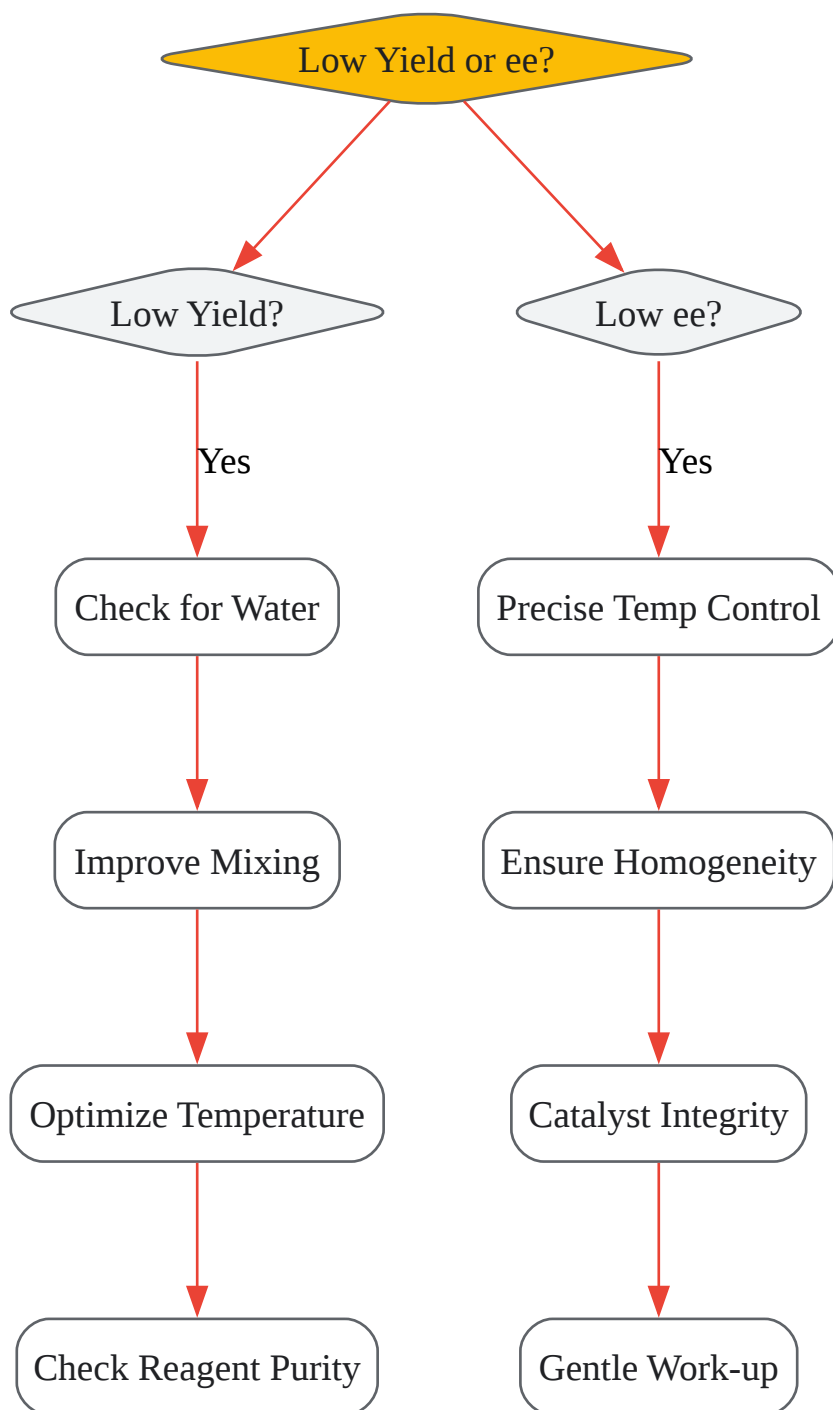 Low Yield or ee?
Low Yield?
Low ee?
Yes
Yes
Check for Water
Precise Temp Control
Improve Mixing
Ensure Homogeneity
Optimize Temperature
Catalyst Integrity
Check Reagent Purity
Gentle Work-up